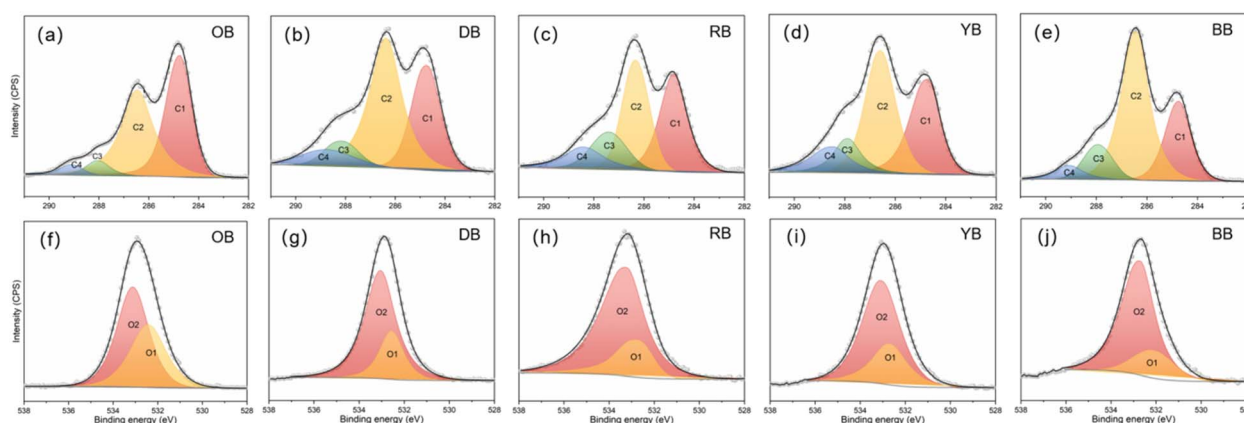 (a) OB
C4 C3 C2 C1
290 288 286 284 282
Intensity (CPS)
(b) DB
C4 C3 C2 C1
290 288 286 284 282
(c) RB
C4 C3 C2 C1
290 288 286 284 282
(d) YB
C4 C3 C2 C1
290 288 286 284 282
(e) BB
C4 C3 C2 C1
290 288 286 284
(f) OB
O2 O1
538 536 534 532 530 528
Binding energy (eV)
Intensity (CPS)
(g) DB
O2 O1
538 536 534 532 530 528
Binding energy (eV)
(h) RB
O2 O1
538 536 534 532 530 528
Binding energy (eV)
(i) YB
O2 O1
538 536 534 532 530 528
Binding energy (eV)
(j) BB
O2 O1
538 536 534 532 530
Binding energy (eV)